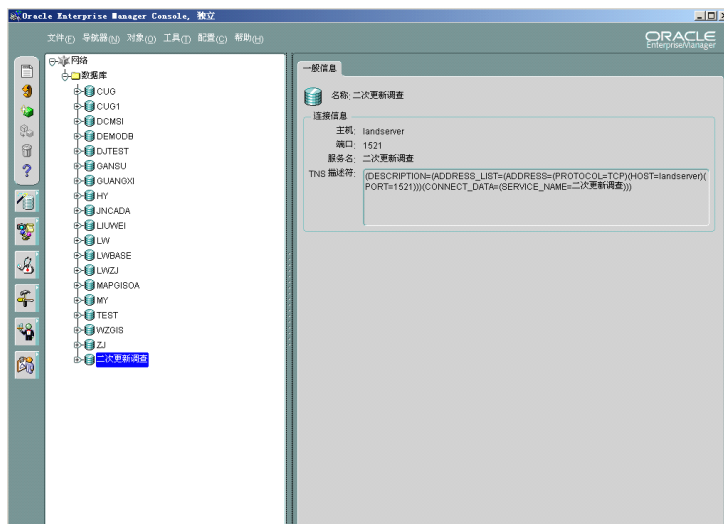 Oracle Enterprise Manager Console, 独立
文件(F) 导航器(N) 对象(O) 工具(T) 配置(C) 帮助(H)
ORACLE
EnterpriseManager
网络
数据库
CUG
CUG1
DCMSI
DEMODB
DJTEST
GANSU
GUANGXI
HY
JNCADA
LIUWEI
LW
LWBASE
LWZJ
MAPGISOA
MY
TEST
WZGIS
ZJ
二次更新调查
一般信息
名称: 二次更新调查
连接信息
主机: landserver
端口: 1521
服务名: 二次更新调查
TNS 描述符: (DESCRIPTION=(ADDRESS_LIST=(ADDRESS=(PROTOCOL=TCP)(HOST=landserver)(
PORT=1521)))(CONNECT_DATA=(SERVICE_NAME=二次更新调查)))